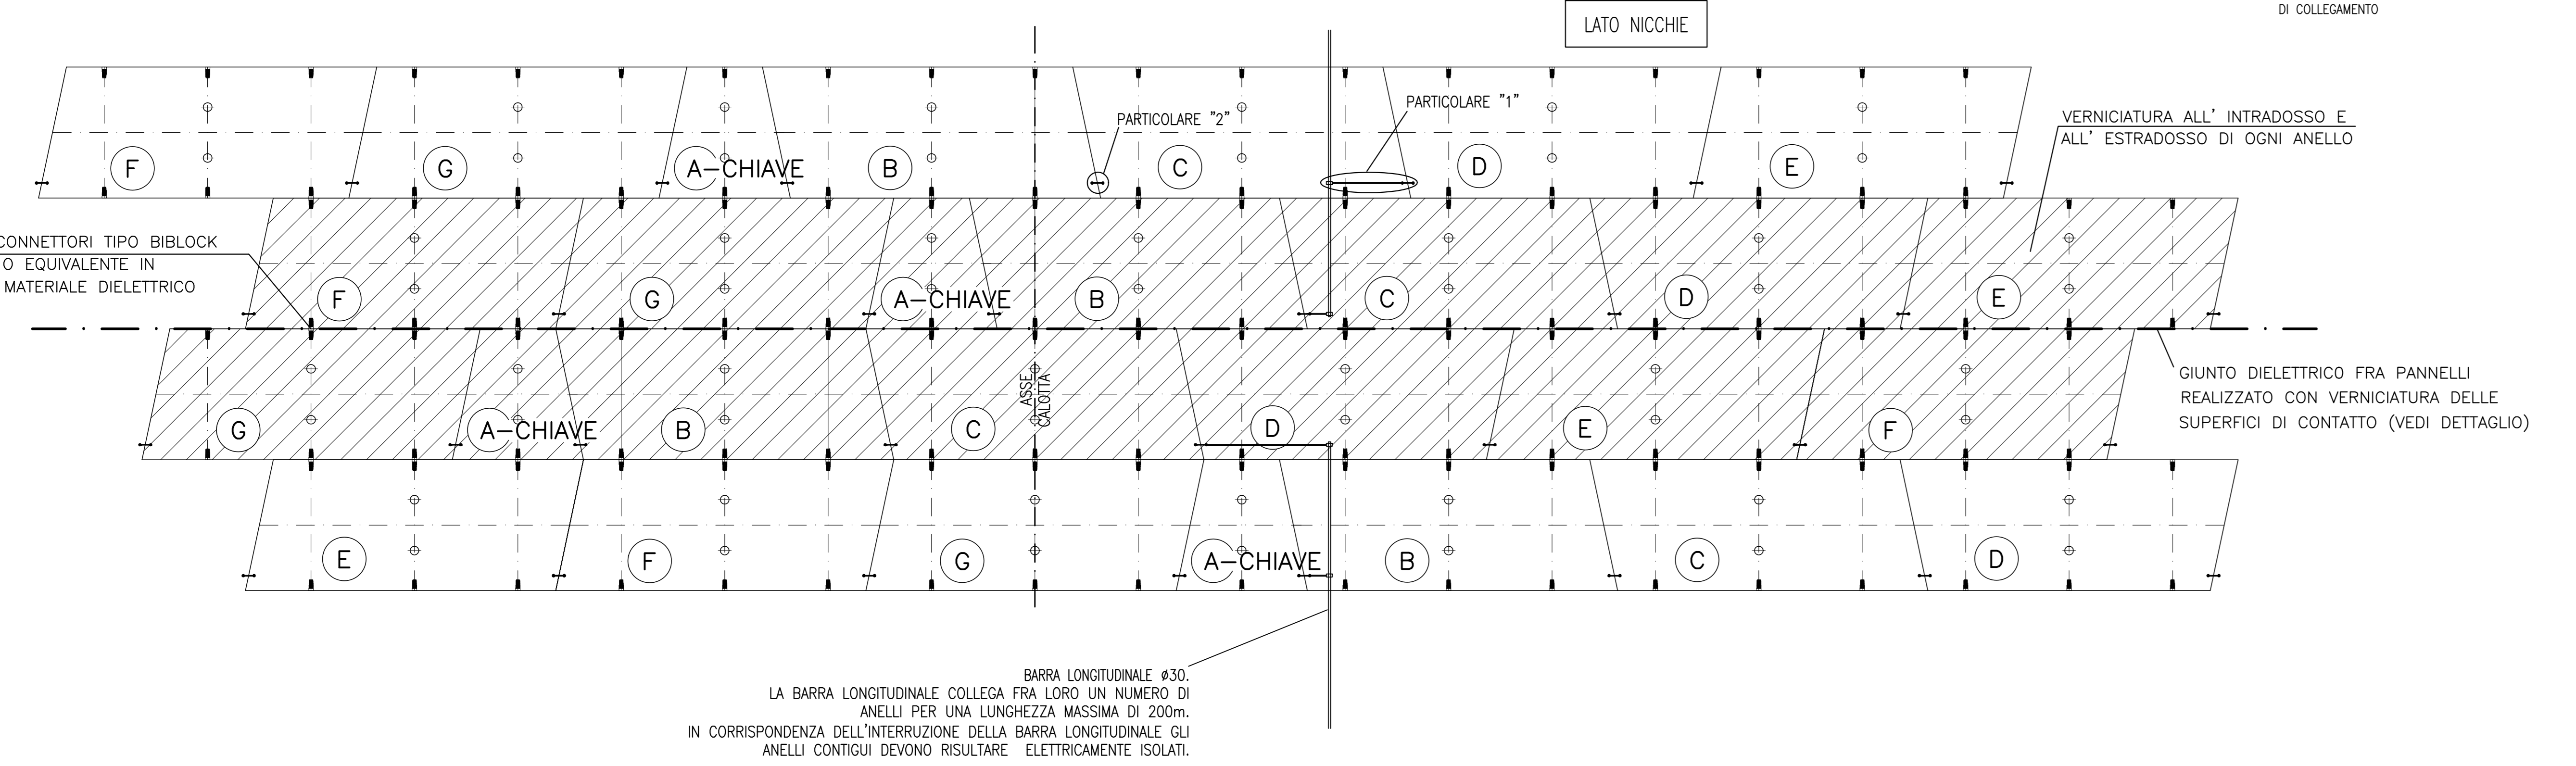 DI COLLEGAMENTO
LATO NICCHIE
PARTICOLARE "1"
PARTICOLARE "2"
VERNICIATURA ALL' INTRADOSSO E
ALL' ESTRADOSSO DI OGNI ANELLO
F
G
A-CHIAVE
B
C
D
E
CONNETTORI TIPO BIBLOCK
O EQUIVALENTE IN
MATERIALE DIELETTRICO
F
G
A-CHIAVE
B
C
D
E
ASSE
CALOTTA
GIUNTO DIELETTRICO FRA PANNELLI
REALIZZATO CON VERNICIATURA DELLE
SUPERFICI DI CONTATTO (VEDI DETTAGLIO)
G
A-CHIAVE
B
C
D
E
F
E
F
G
A-CHIAVE
B
C
D
BARRA LONGITUDINALE ø30.
LA BARRA LONGITUDINALE COLLEGA FRA LORO UN NUMERO DI
ANELLI PER UNA LUNGHEZZA MASSIMA DI 200m.
IN CORRISPONDENZA DELL'INTERRUZIONE DELLA BARRA LONGITUDINALE GLI
ANELLI CONTIGUI DEVONO RISULTARE ELETTRICAMENTE ISOLATI.